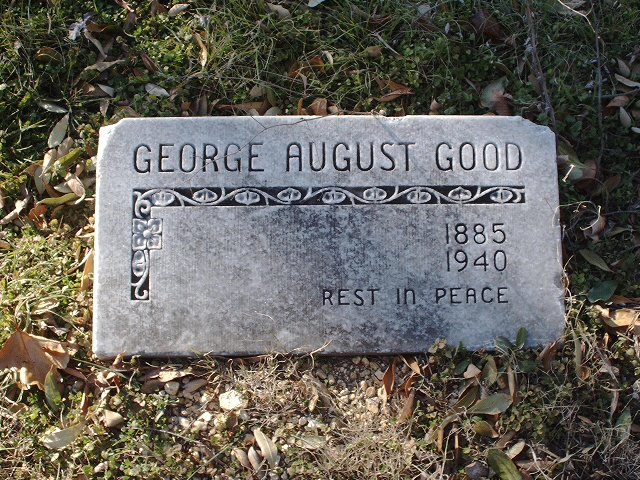 GEORGE AUGUST GOOD
1885
1940
REST IN PEACE